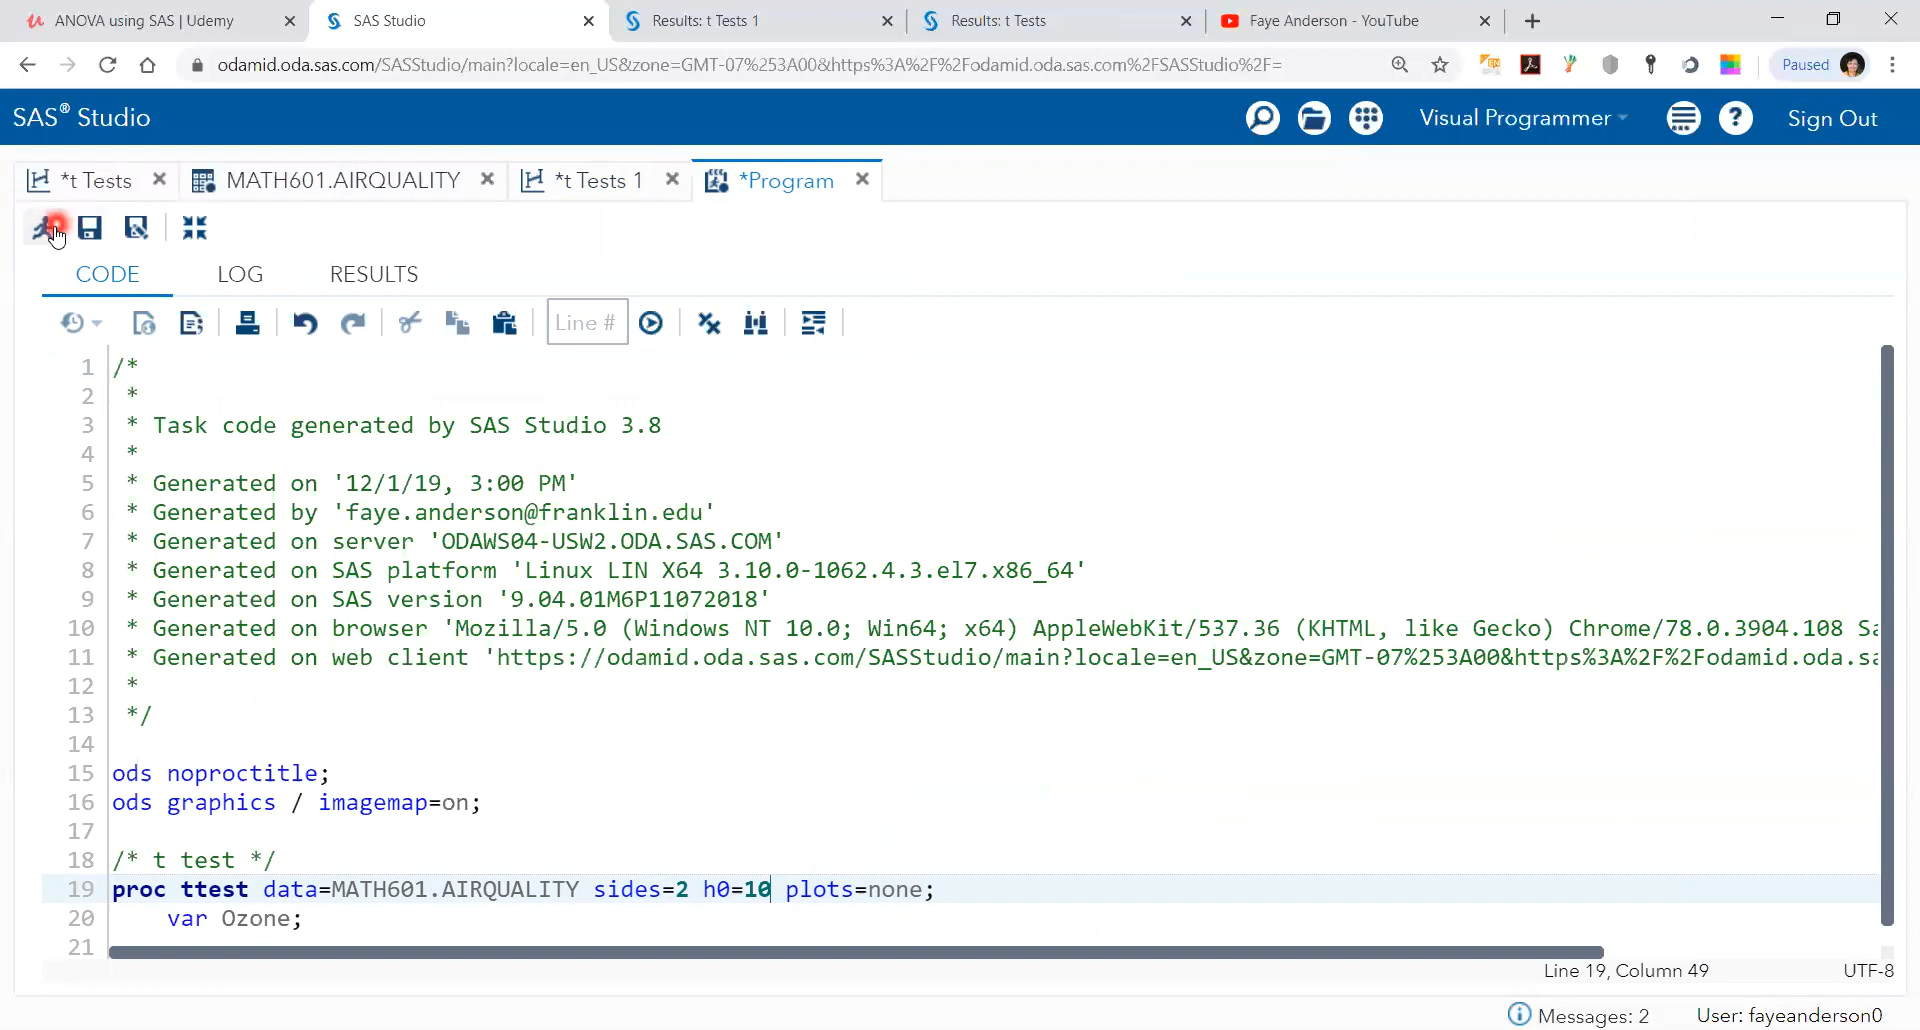 ANOVA using SAS | Udemy
SAS Studio
Results: t Tests 1
Results: t Tests
Faye Anderson - YouTube
odamid.oda.sas.com/SASStudio/main?locale=en_US&zone=GMT-07%253A00&https%3A%2F%2Fodamid.oda.sas.com%2FSASStudio%2F=
Paused
SAS® Studio
Visual Programmer
Sign Out
*t Tests
MATH601.AIRQUALITY
*t Tests 1
*Program
CODE
LOG
RESULTS
Line #
1 /*
2 *
3 * Task code generated by SAS Studio 3.8
4 *
5 * Generated on '12/1/19, 3:00 PM'
6 * Generated by 'faye.anderson@franklin.edu'
7 * Generated on server 'ODAWS04-USW2.ODA.SAS.COM'
8 * Generated on SAS platform 'Linux LIN X64 3.10.0-1062.4.3.el7.x86_64'
9 * Generated on SAS version '9.04.01M6P11072018'
10 * Generated on browser 'Mozilla/5.0 (Windows NT 10.0; Win64; x64) AppleWebKit/537.36 (KHTML, like Gecko) Chrome/78.0.3904.108 Sa
11 * Generated on web client 'https://odamid.oda.sas.com/SASStudio/main?locale=en_US&zone=GMT-07%253A00&https%3A%2F%2Fodamid.oda.sa
12 *
13 */
14
15 ods noproctitle;
16 ods graphics / imagemap=on;
17
18 /* t test */
19 proc ttest data=MATH601.AIRQUALITY sides=2 h0=10 plots=none;
20 var Ozone;
21
Line 19, Column 49
UTF-8
Messages: 2
User: fayeanderson0